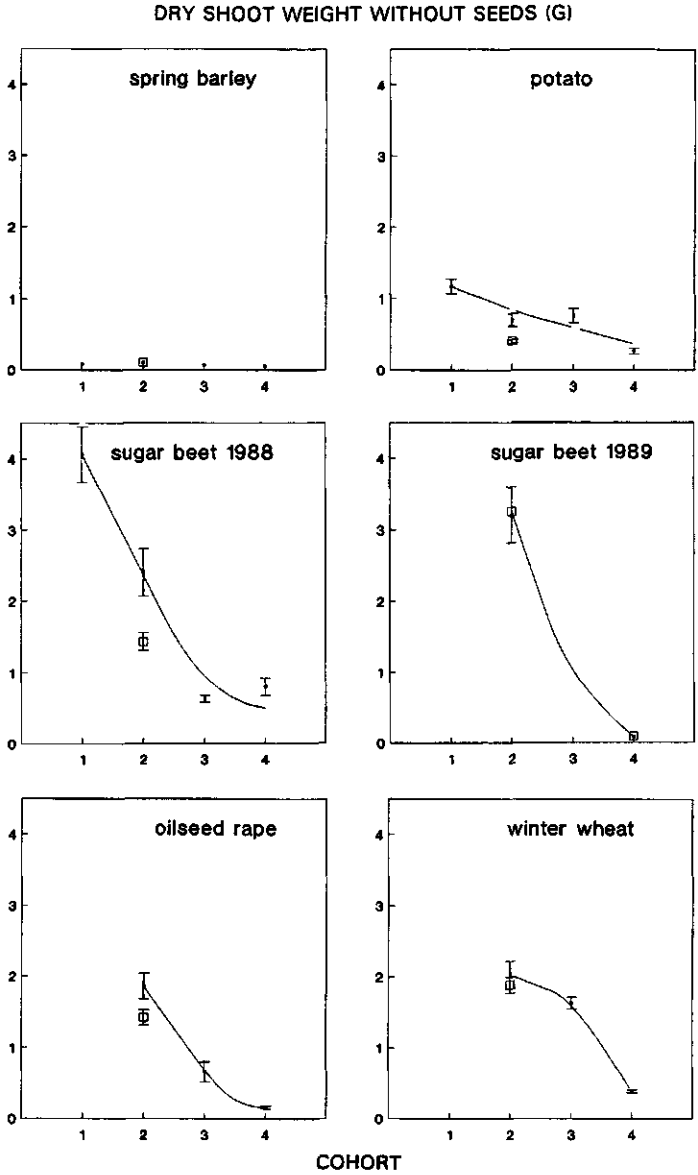 DRY SHOOT WEIGHT WITHOUT SEEDS (G)
spring barley
4
3
2
1
0
1 2 3 4
potato
4
3
2
1
0
1 2 3 4
sugar beet 1988
4
3
2
1
0
1 2 3 4
sugar beet 1989
4
3
2
1
0
1 2 3 4
oilseed rape
4
3
2
1
0
1 2 3 4
winter wheat
4
3
2
1
0
1 2 3 4
COHORT